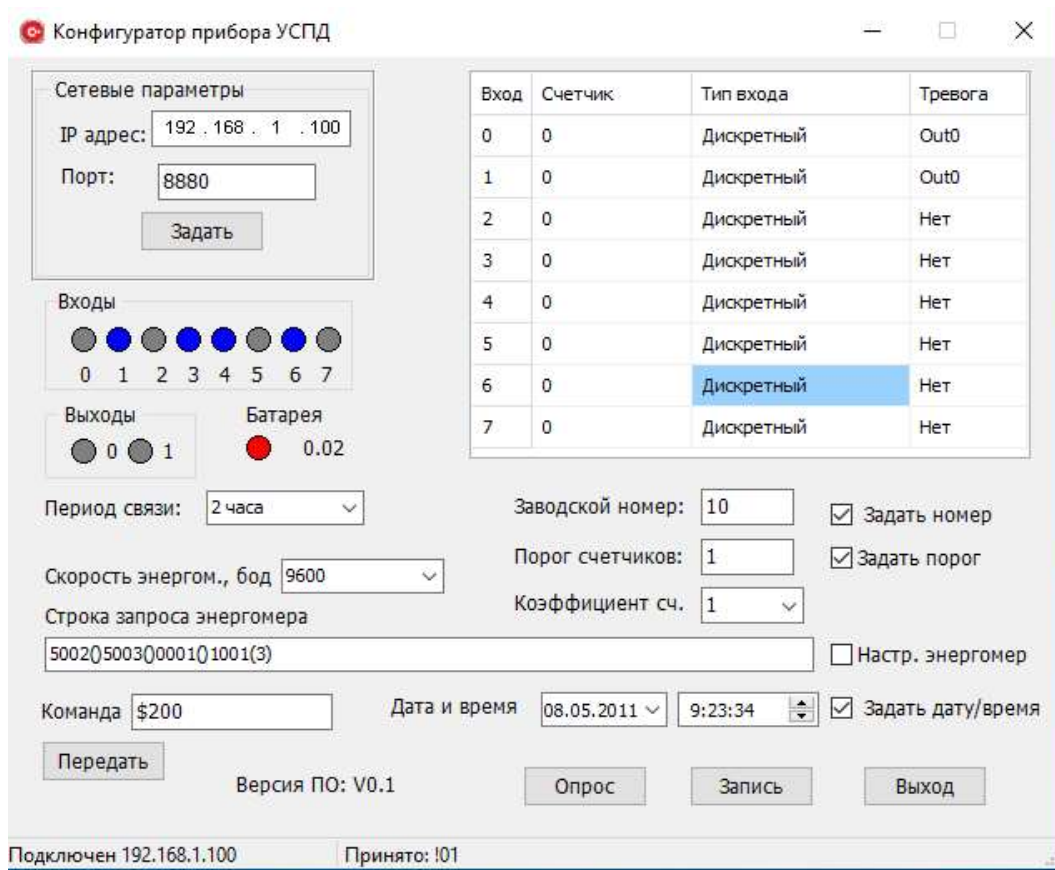 Конфигуратор прибора УСПД
Сетевые параметры
IP адрес: 192 . 168 . 1 . 100
Порт: 8880
Задать
Вход Счетчик Тип входа Тревога
0 0 Дискретный Out0
1 0 Дискретный Out0
2 0 Дискретный Нет
3 0 Дискретный Нет
4 0 Дискретный Нет
5 0 Дискретный Нет
6 0 Дискретный Нет
7 0 Дискретный Нет
Входы
0 1 2 3 4 5 6 7
Выходы
0 1
Батарея
0.02
Период связи: 2 часа
Заводской номер: 10 Задать номер
Порог счетчиков: 1 Задать порог
Скорость энергом., бод 9600
Коэффициент сч. 1
Строка запроса энергомера
5002()5003()0001()1001(3) Настр. энергомер
Команда $200
Дата и время 08.05.2011 9:23:34 Задать дату/время
Передать
Версия ПО: V0.1
Опрос Запись Выход
Подключен 192.168.1.100 Принято: !01